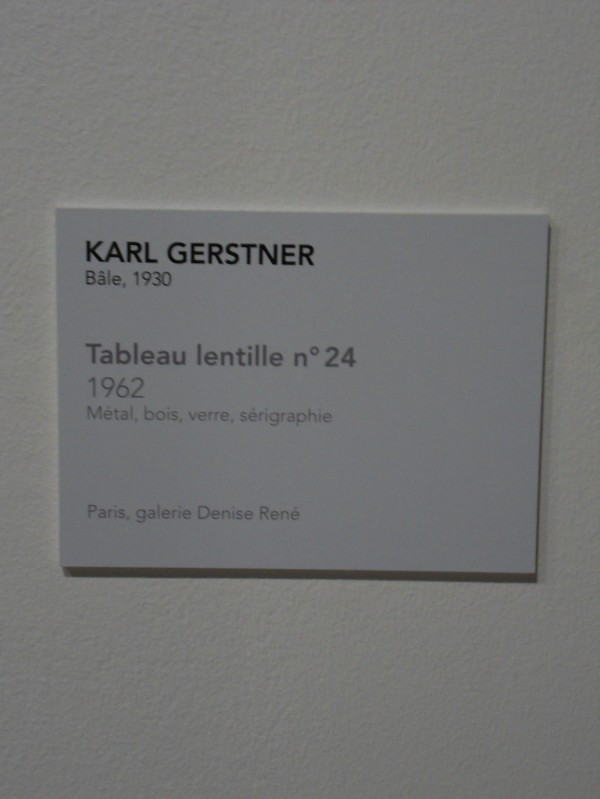 KARL GERSTNER
Bâle, 1930
Tableau lentille n° 24
1962
Métal, bois, verre, sérigraphie
Paris, galerie Denise René